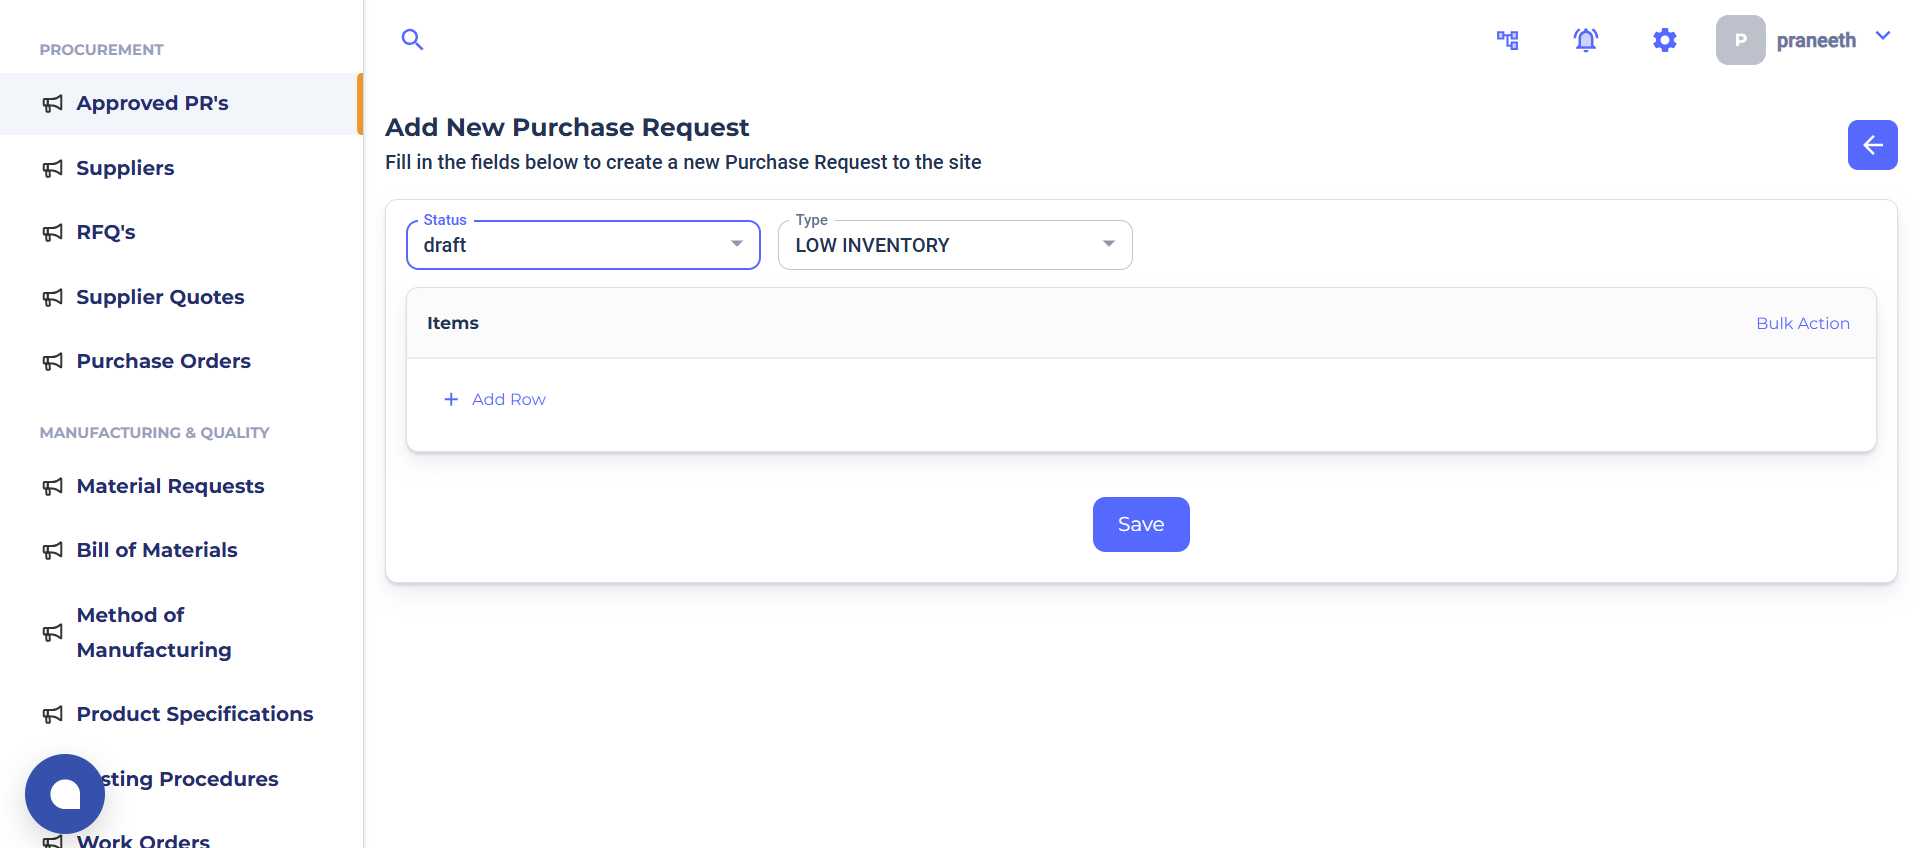 PROCUREMENT
Approved PR's
Suppliers
RFQ's
Supplier Quotes
Purchase Orders
MANUFACTURING & QUALITY
Material Requests
Bill of Materials
Method of
Manufacturing
Product Specifications
sting Procedures
Work Orders
P
praneeth
Add New Purchase Request
Fill in the fields below to create a new Purchase Request to the site
Status
draft
Type
LOW INVENTORY
Items
Bulk Action
+ Add Row
Save